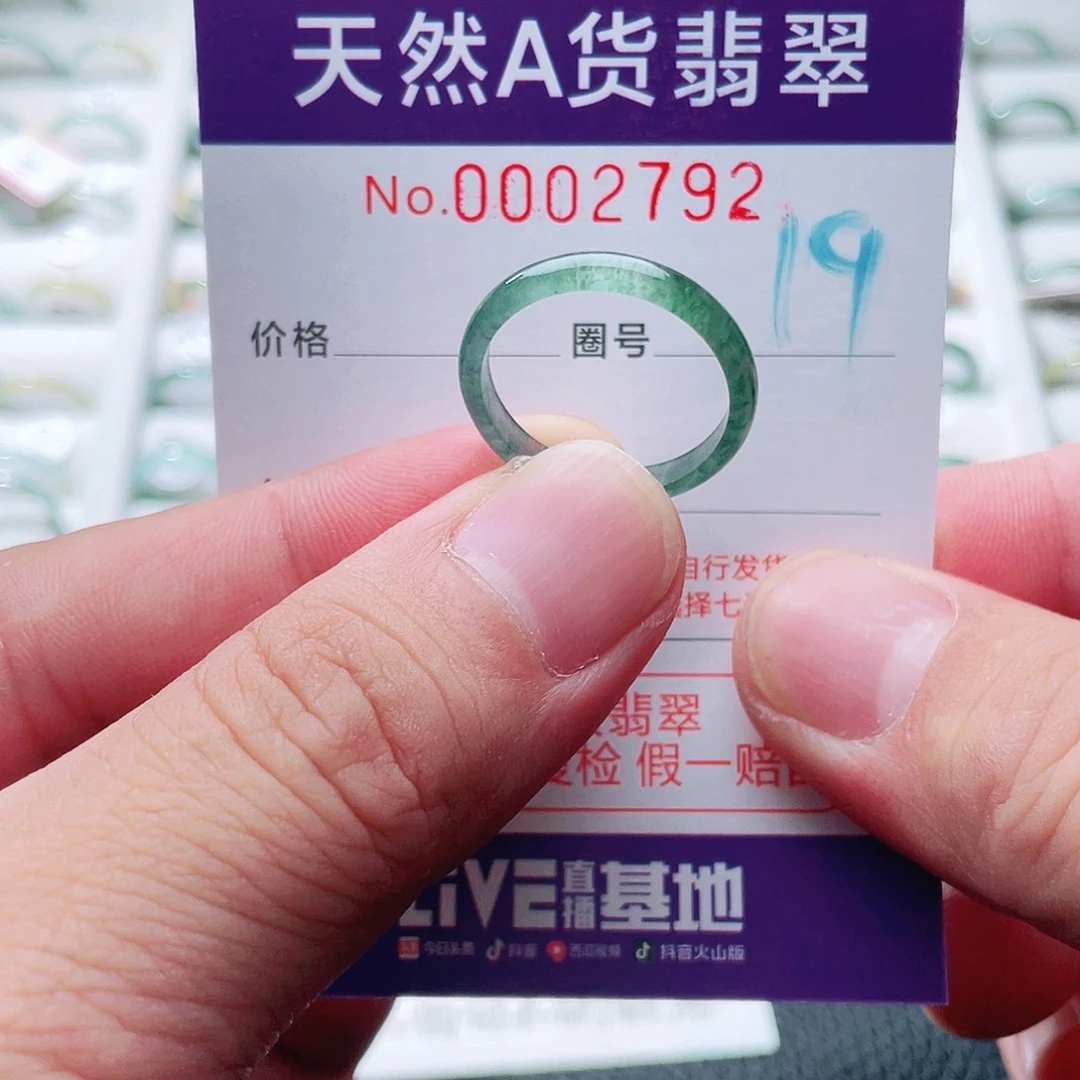 天然A货翡翠
No.0002792
19
价格 圈号
自行发货
择七
翡翠
检 假一赔
LIVE直播基地
今日头条 抖音 西瓜视频 抖音火山版